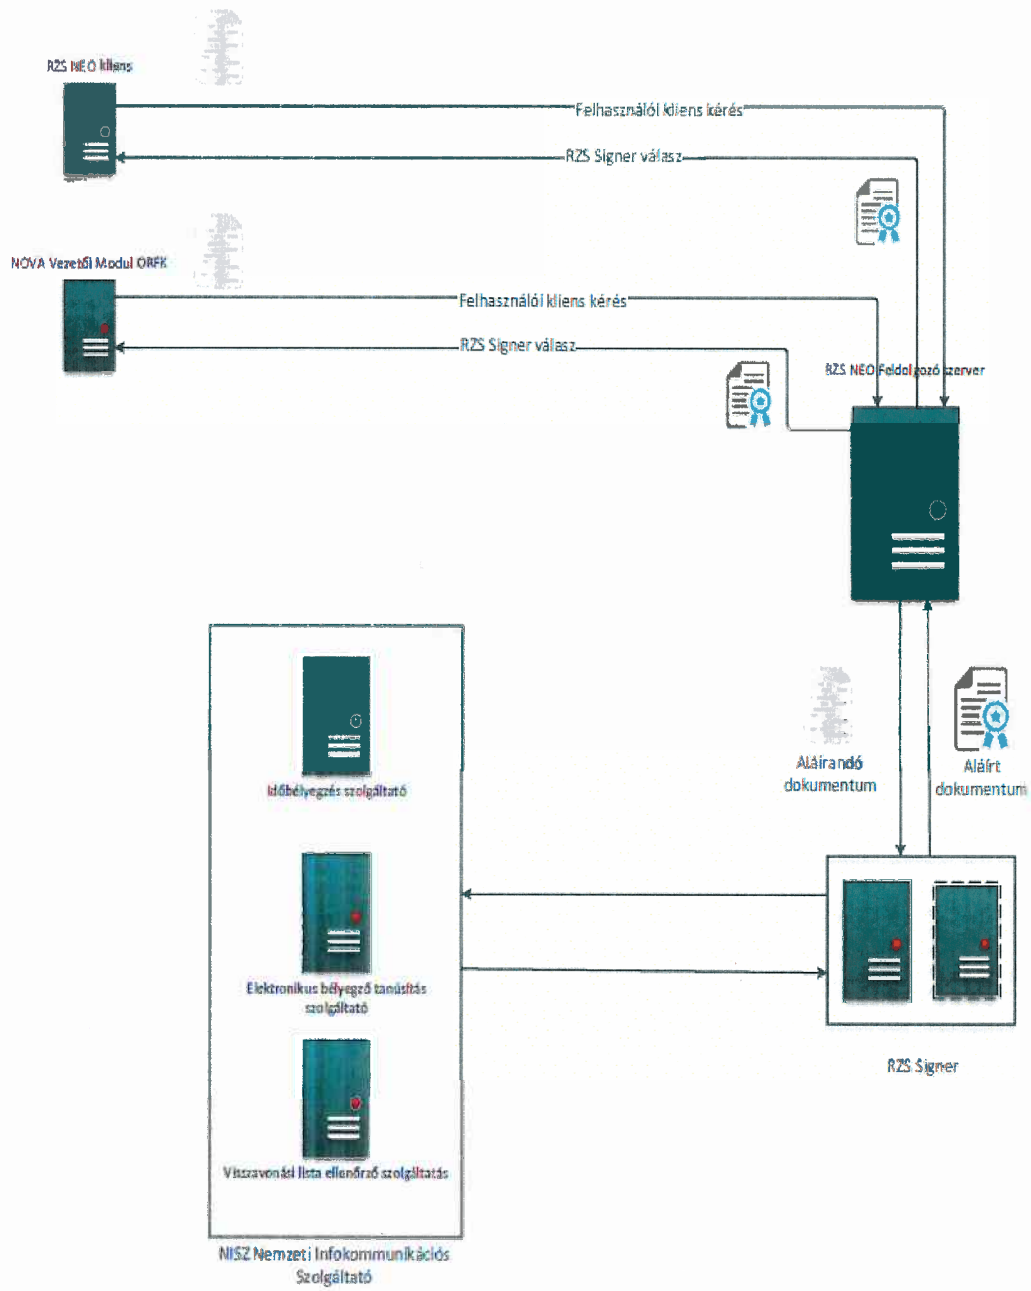 RZS NEO kliens
Felhasználói kliens kérés
RZS Signer válasz
NOVA Vezetői Modul ORFK
Felhasználói kliens kérés
RZS Signer válasz
RZS NEO Feldolgozó szerver
Aláirandó
dokumentum
Aláírt
dokumentum
Időbélyegzés szolgáltató
Elektronikus bélyegző tanúsítás
szolgáltató
RZS Signer
Visszavonási lista ellenőrző szolgáltatás
NISZ Nemzeti Infokommunikációs
Szolgáltató